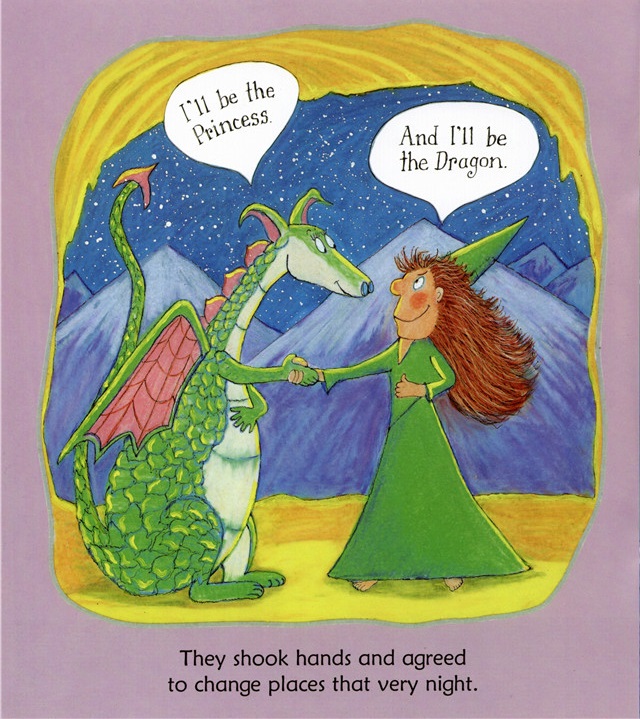 I'll be the
Princess.
And I'll be
the Dragon.
They shook hands and agreed
to change places that very night.